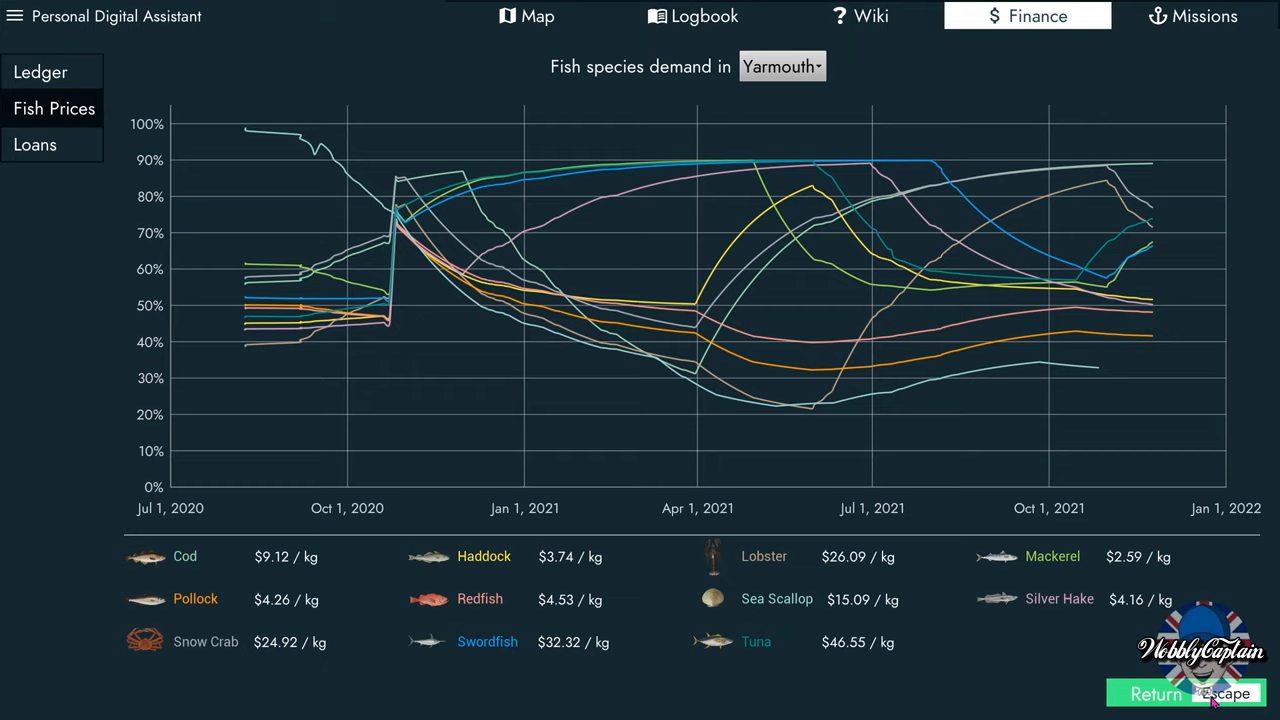 Personal Digital Assistant
Map
Logbook
? Wiki
$ Finance
Missions
Ledger
Fish Prices
Loans
Fish species demand in Yarmouth
100%
90%
80%
70%
60%
50%
40%
30%
20%
10%
0%
Jul 1, 2020
Oct 1, 2020
Jan 1, 2021
Apr 1, 2021
Jul 1, 2021
Oct 1, 2021
Jan 1, 2022
Cod $9.12 / kg
Haddock $3.74 / kg
Lobster $26.09 / kg
Mackerel $2.59 / kg
Pollock $4.26 / kg
Redfish $4.53 / kg
Sea Scallop $15.09 / kg
Silver Hake $4.16 / kg
Snow Crab $24.92 / kg
Swordfish $32.32 / kg
Tuna $46.55 / kg
NobblyCaptain
Return Escape